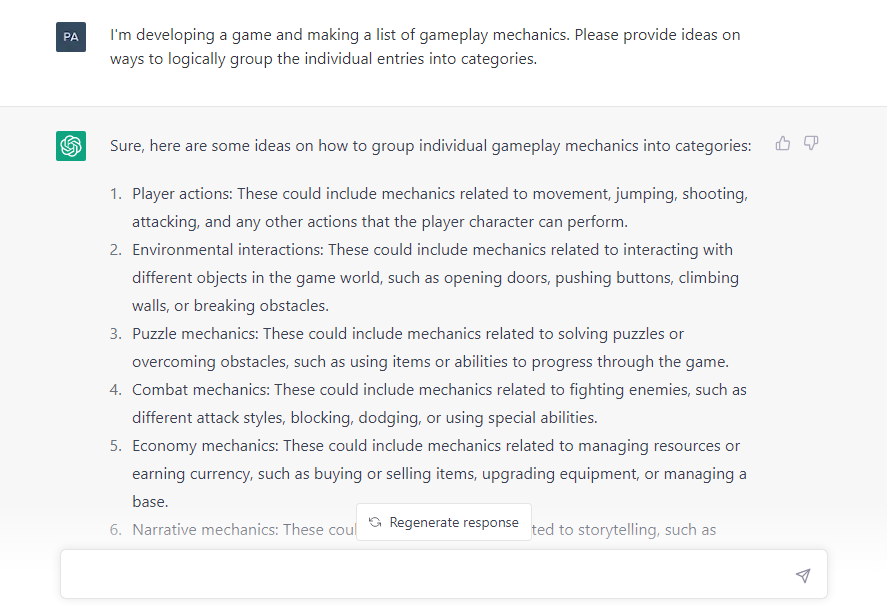 PA
I'm developing a game and making a list of gameplay mechanics. Please provide ideas on
ways to logically group the individual entries into categories.
Sure, here are some ideas on how to group individual gameplay mechanics into categories:
1. Player actions: These could include mechanics related to movement, jumping, shooting,
attacking, and any other actions that the player character can perform.
2. Environmental interactions: These could include mechanics related to interacting with
different objects in the game world, such as opening doors, pushing buttons, climbing
walls, or breaking obstacles.
3. Puzzle mechanics: These could include mechanics related to solving puzzles or
overcoming obstacles, such as using items or abilities to progress through the game.
4. Combat mechanics: These could include mechanics related to fighting enemies, such as
different attack styles, blocking, dodging, or using special abilities.
5. Economy mechanics: These could include mechanics related to managing resources or
earning currency, such as buying or selling items, upgrading equipment, or managing a
base.
6. Narrative mechanics: These coul ted to storytelling, such as
Regenerate response